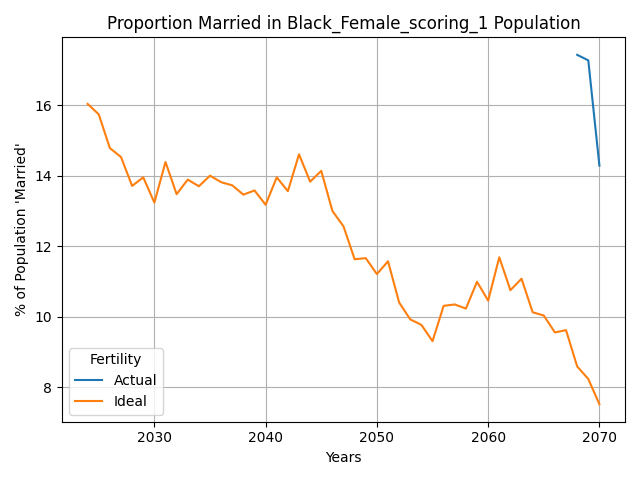 Proportion Married in Black_Female_scoring_1 Population
% of Population 'Married'
16
14
12
10
8
Fertility
Actual
Ideal
2030 2040 2050 2060 2070
Years